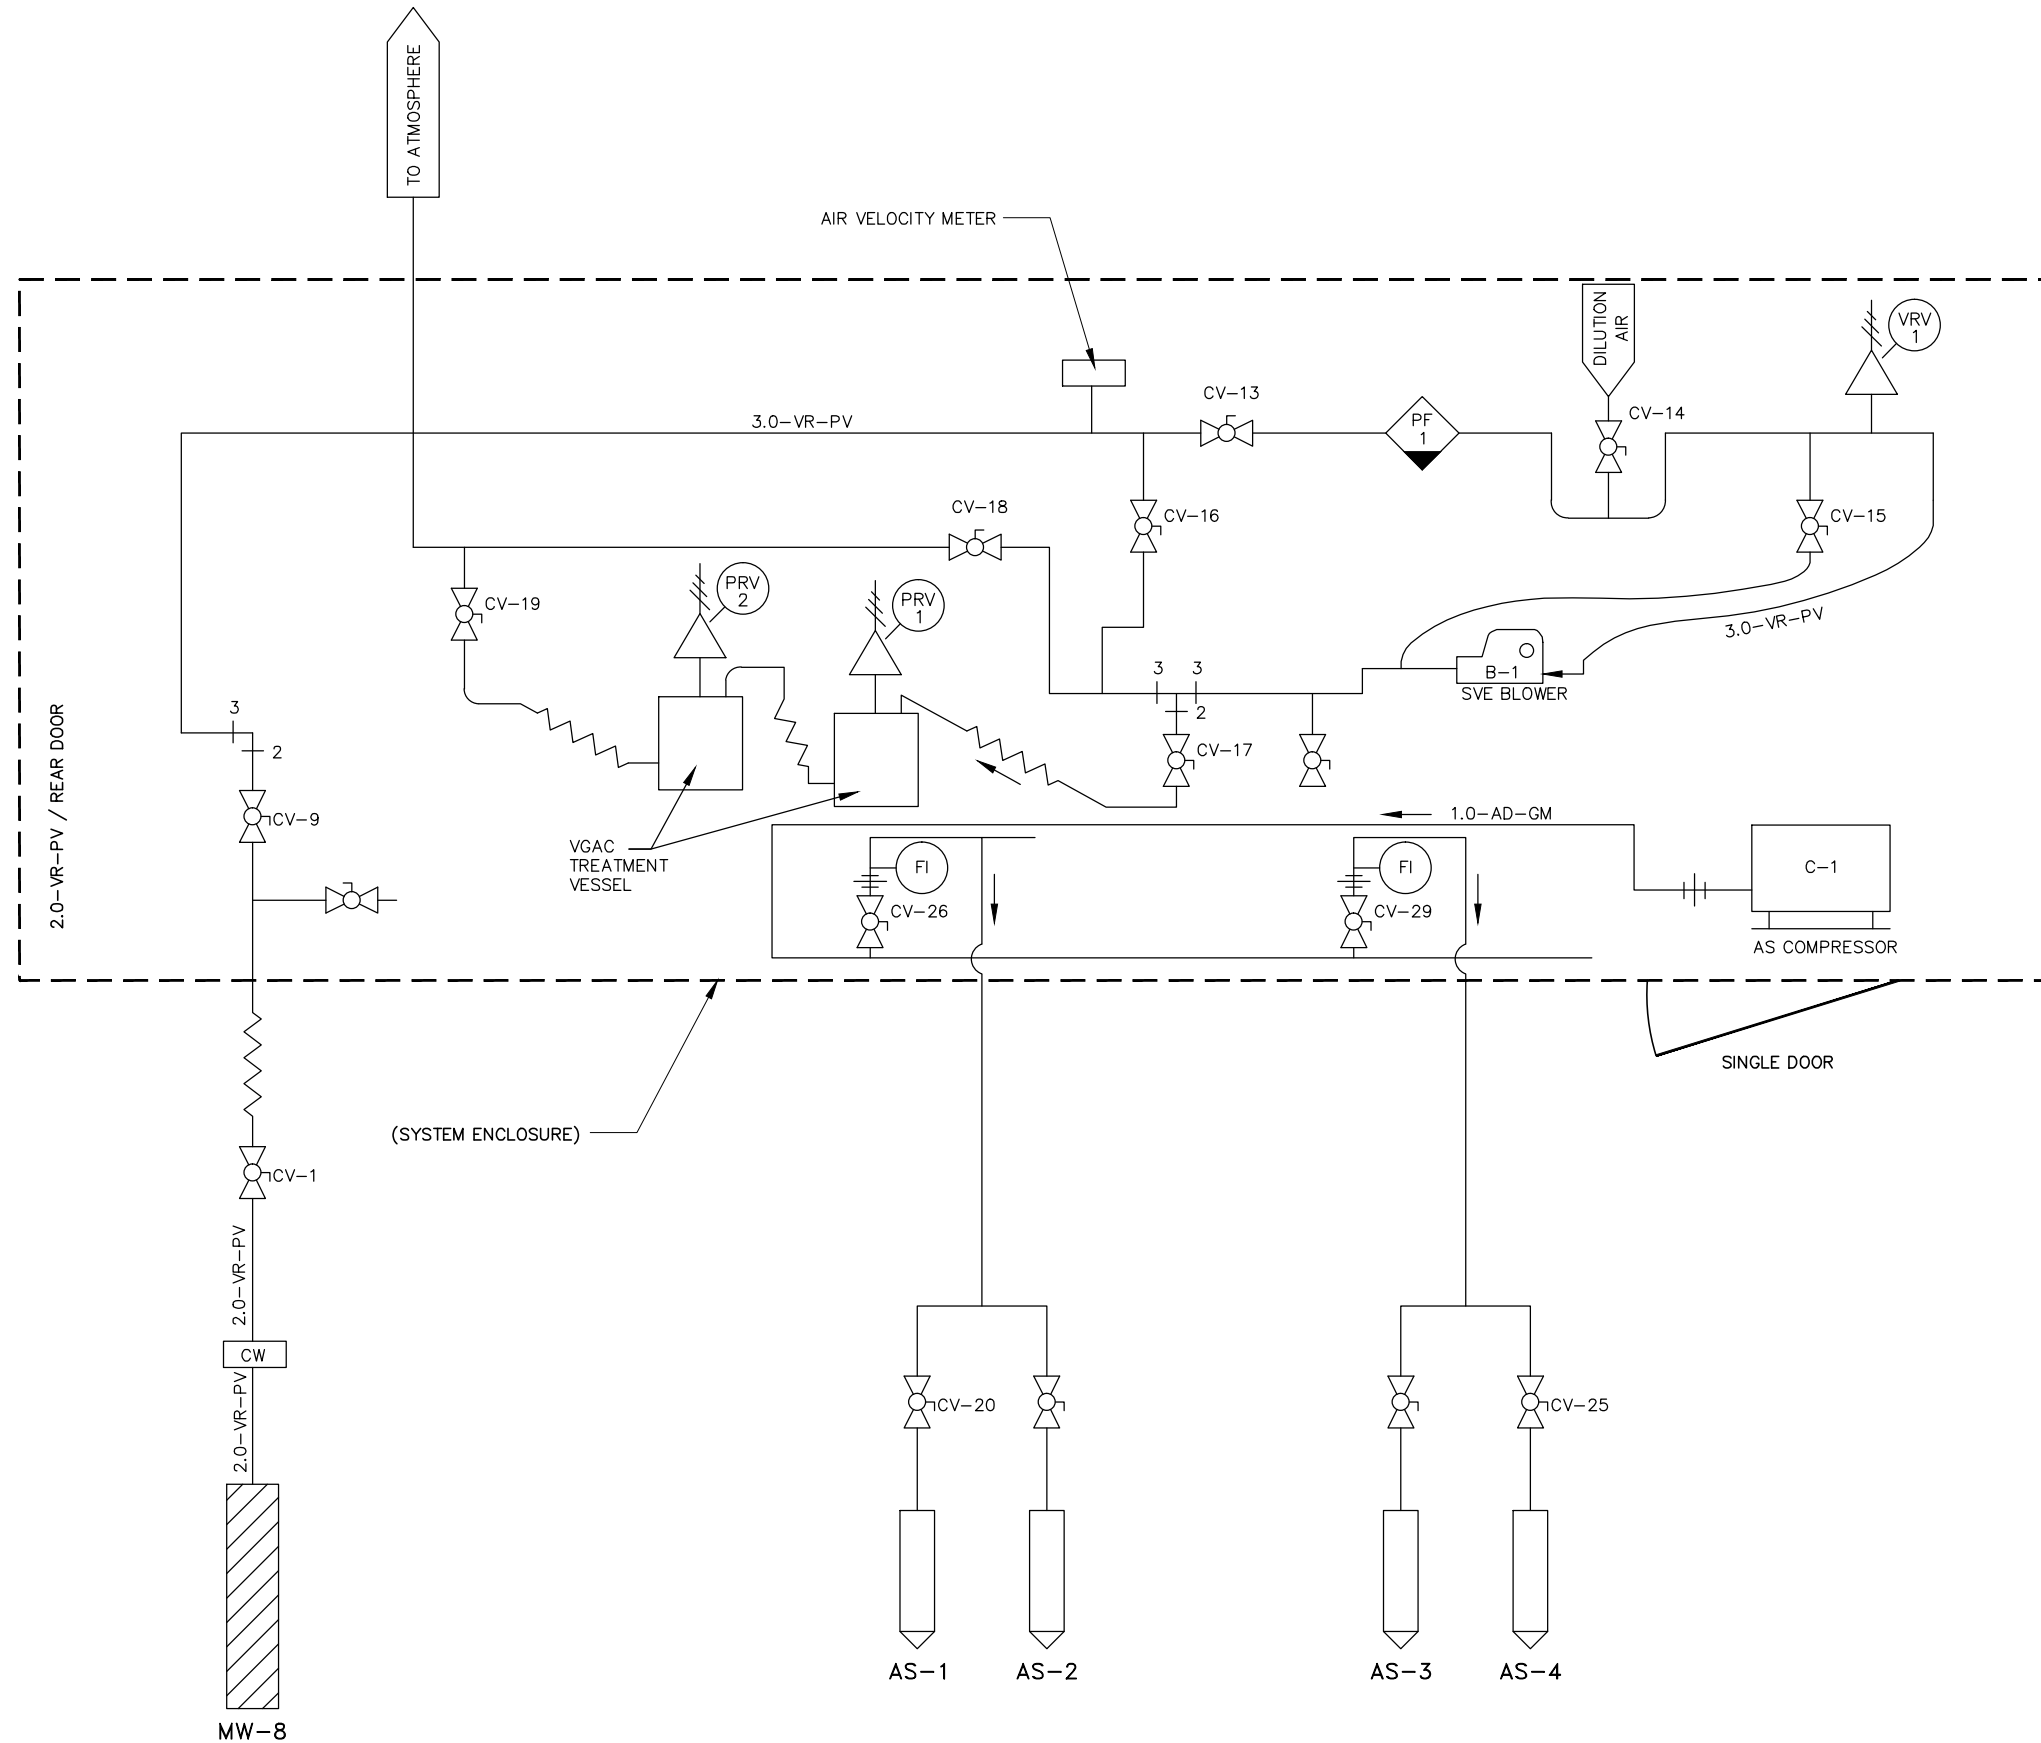 TO ATMOSPHERE
AIR VELOCITY METER
DILUTION
AIR
VRV
1
CV-13
PF
1
CV-14
3.0-VR-PV
CV-18
CV-16
CV-15
PRV
2
PRV
1
CV-19
3.0-VR-PV
3
3
B-1
SVE BLOWER
2
3
2
CV-17
2.0-VR-PV / REAR DOOR
CV-9
1.0-AD-GM
VGAC
TREATMENT
VESSEL
FI
FI
C-1
CV-26
CV-29
AS COMPRESSOR
SINGLE DOOR
(SYSTEM ENCLOSURE)
CV-1
2.0-VR-PV
CW
2.0-VR-PV
CV-20
CV-25
AS-1
AS-2
AS-3
AS-4
MW-8